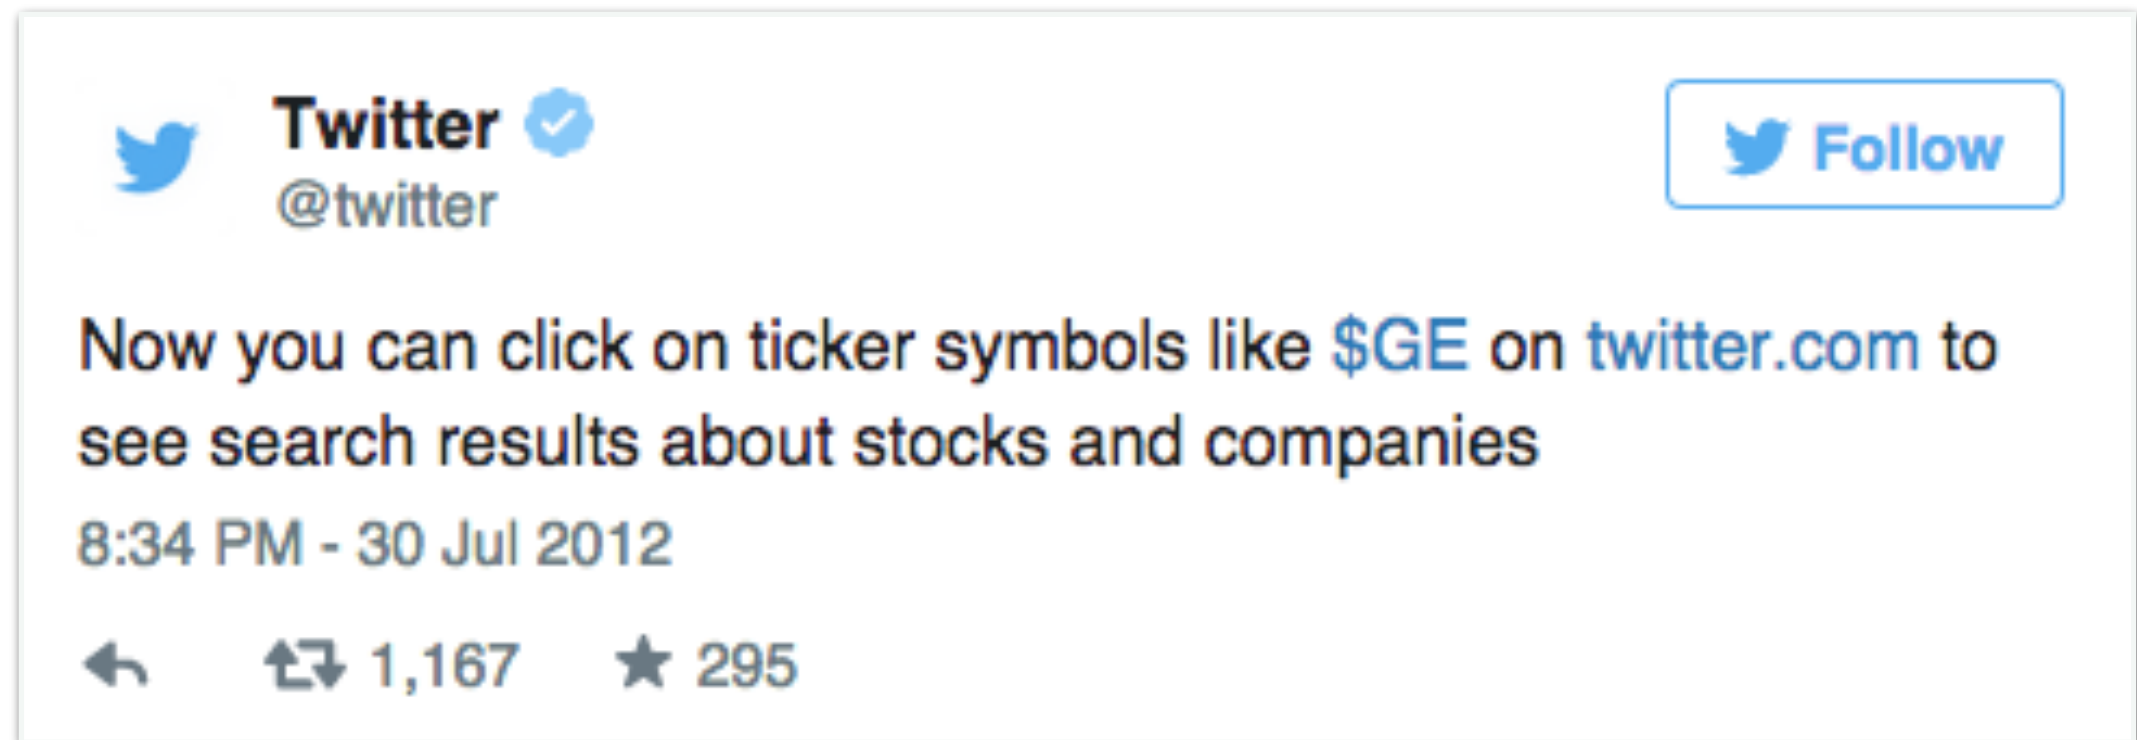 Twitter
@twitter
Follow
Now you can click on ticker symbols like $GE on twitter.com to
see search results about stocks and companies
8:34 PM - 30 Jul 2012
1,167 295